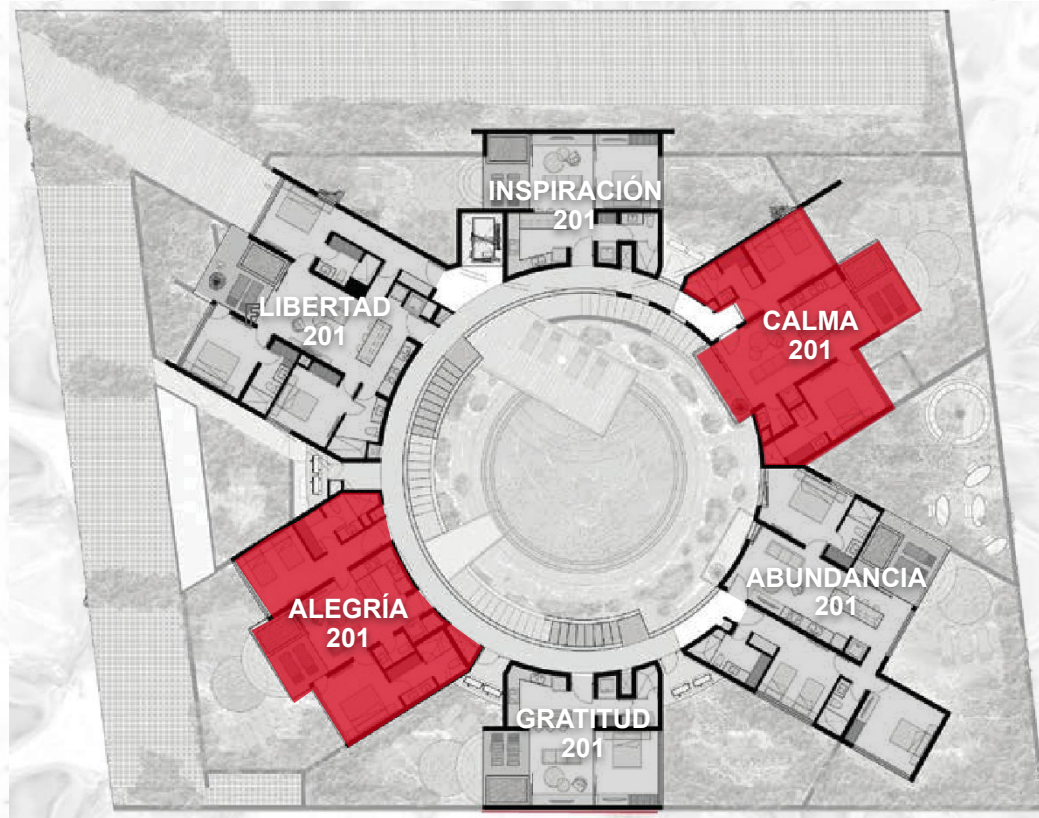 INSPIRACIÓN
201
CALMA
201
LIBERTAD
201
ABUNDANCIA
201
ALEGRÍA
201
GRATITUD
201